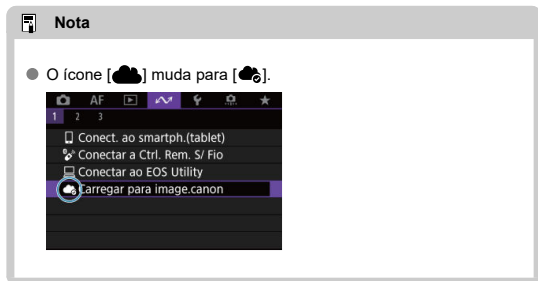 Nota
O ícone [ ] muda para [ ].
AF
1 2 3
Conect. ao smartph.(tablet)
Conectar a Ctrl. Rem. S/ Fio
Conectar ao EOS Utility
Carregar para image.canon